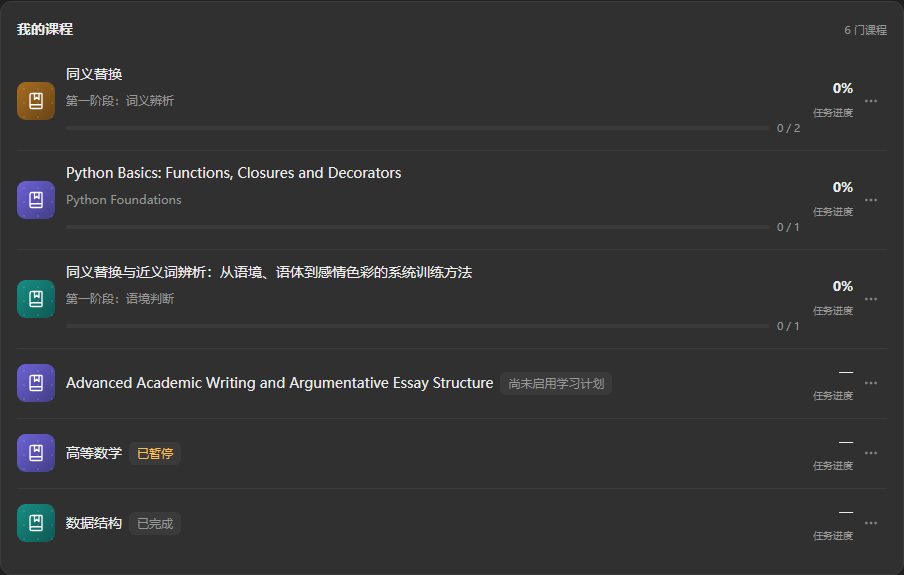 我的课程
6 门课程
同义替换
第一阶段：词义辨析
0 / 2
0%
任务进度
Python Basics: Functions, Closures and Decorators
Python Foundations
0 / 1
0%
任务进度
同义替换与近义词辨析：从语境、语体到感情色彩的系统训练方法
第一阶段：语境判断
0 / 1
0%
任务进度
Advanced Academic Writing and Argumentative Essay Structure 尚未启用学习计划
—
任务进度
高等数学 已暂停
—
任务进度
数据结构 已完成
—
任务进度